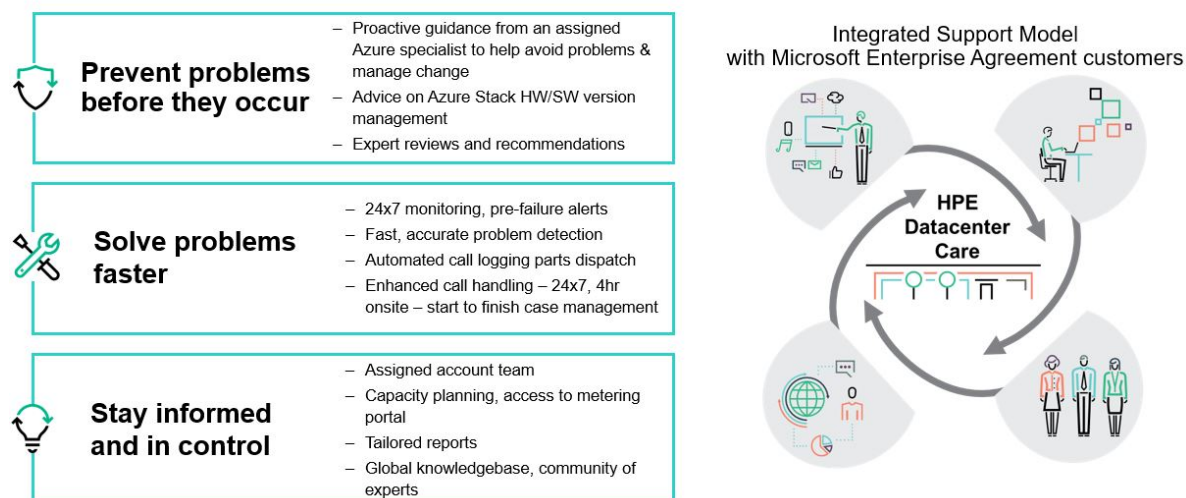 Prevent problems
before they occur
– Proactive guidance from an assigned
Azure specialist to help avoid problems &
manage change
– Advice on Azure Stack HW/SW version
management
– Expert reviews and recommendations
Solve problems
faster
– 24x7 monitoring, pre-failure alerts
– Fast, accurate problem detection
– Automated call logging parts dispatch
– Enhanced call handling – 24x7, 4hr
onsite – start to finish case management
Stay informed
and in control
– Assigned account team
– Capacity planning, access to metering
portal
– Tailored reports
– Global knowledgebase, community of
experts
Integrated Support Model
with Microsoft Enterprise Agreement customers
HPE
Datacenter
Care